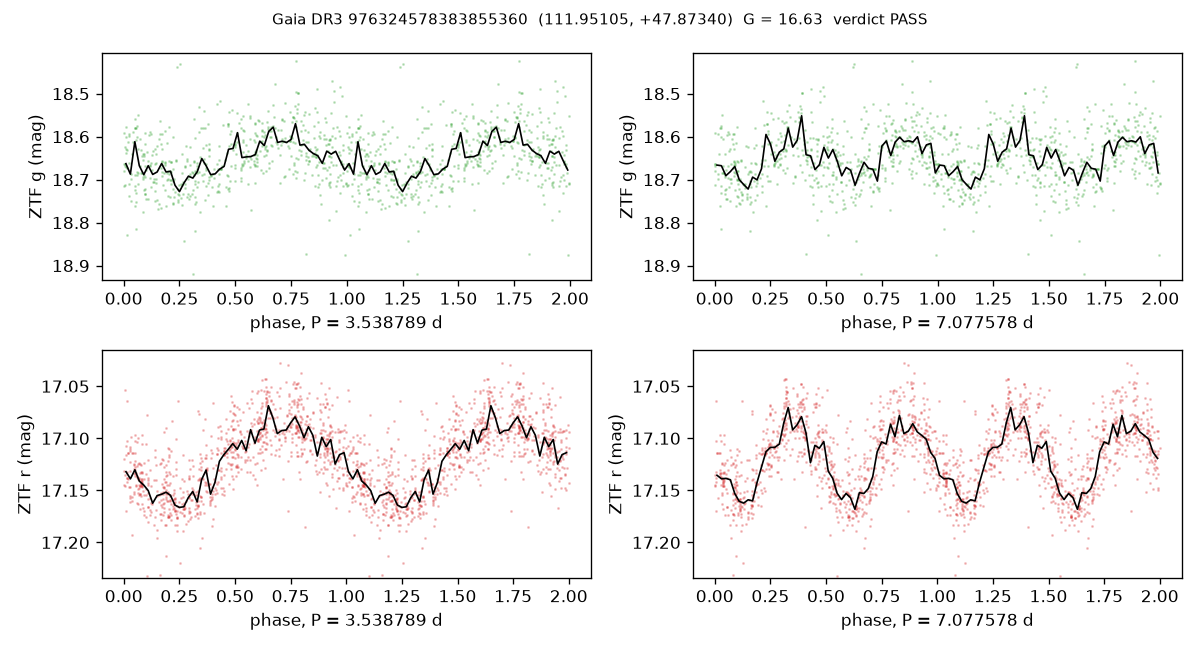 Gaia DR3 976324578383855360 (111.95105, +47.87340) G = 16.63 verdict PASS
ZTF g (mag)
18.5
18.6
18.7
18.8
18.9
0.00 0.25 0.50 0.75 1.00 1.25 1.50 1.75 2.00
phase, P = 3.538789 d
ZTF g (mag)
18.5
18.6
18.7
18.8
18.9
0.00 0.25 0.50 0.75 1.00 1.25 1.50 1.75 2.00
phase, P = 7.077578 d
ZTF r (mag)
17.05
17.10
17.15
17.20
0.00 0.25 0.50 0.75 1.00 1.25 1.50 1.75 2.00
phase, P = 3.538789 d
ZTF r (mag)
17.05
17.10
17.15
17.20
0.00 0.25 0.50 0.75 1.00 1.25 1.50 1.75 2.00
phase, P = 7.077578 d